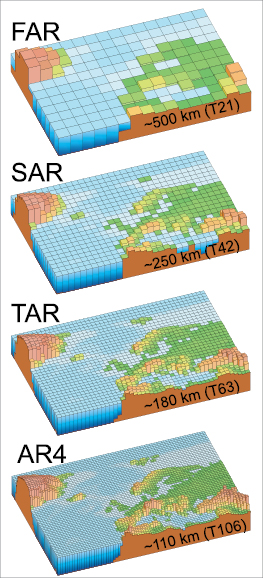 FAR
~500 km (T21)
SAR
~250 km (T42)
TAR
~180 km (T63)
AR4
~110 km (T106)